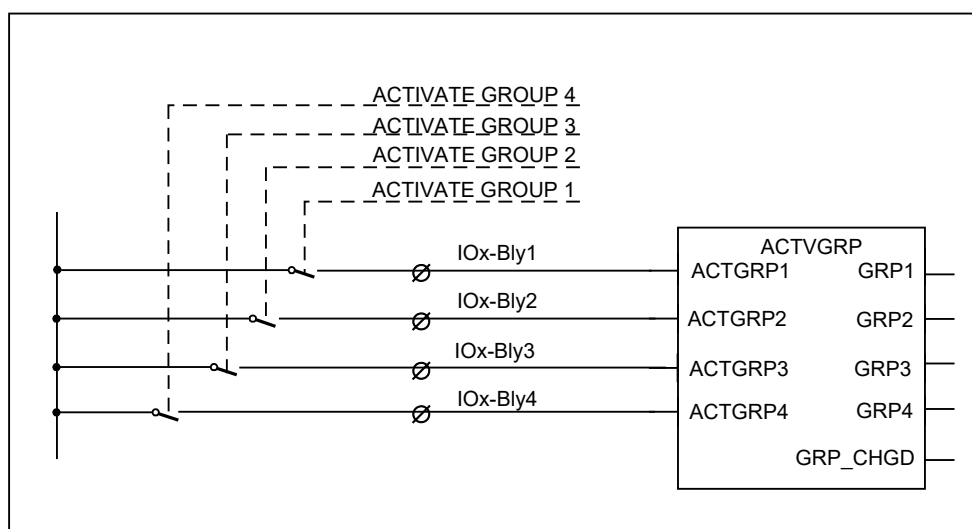 ACTIVATE GROUP 4
ACTIVATE GROUP 3
ACTIVATE GROUP 2
ACTIVATE GROUP 1
IOx-Bly1
IOx-Bly2
IOx-Bly3
IOx-Bly4
ACTVGRP
ACTGRP1 GRP1
ACTGRP2 GRP2
ACTGRP3 GRP3
ACTGRP4 GRP4
GRP_CHGD